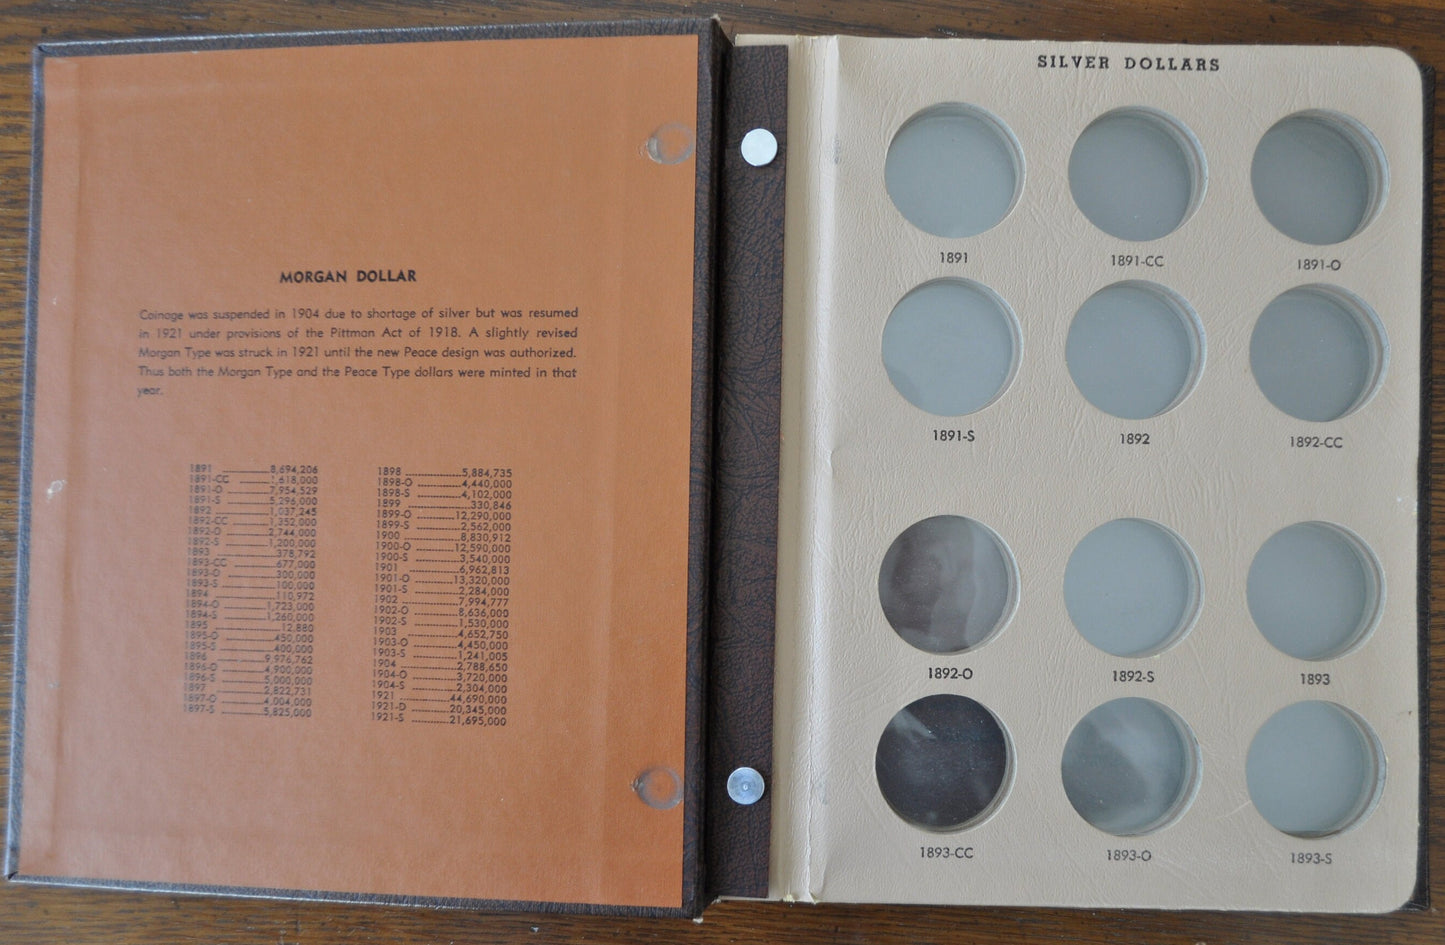 MORGAN DOLLAR
Coinage was suspended in 1904 due to shortage of silver but was resumed
in 1921 under provisions of the Pittman Act of 1918. A slightly revised
Morgan Type was struck in 1921 until the new Peace design was authorized.
Thus both the Morgan Type and the Peace Type dollars were minted in that
year.
1891 8,694,206
1891-CC 1,618,000
1891-O 7,954,529
1891-S 5,296,000
1892 1,037,245
1892-CC 1,352,000
1892-O 2,744,000
1892-S 1,200,000
1893 378,792
1893-CC 677,000
1893-O 300,000
1893-S 100,000
1894 110,972
1894-O 1,723,000
1894-S 1,260,000
1895 12,880
1895-O 450,000
1895-S 400,000
1896 9,976,762
1896-O 4,900,000
1896-S 5,000,000
1897 2,822,731
1897-O 4,004,000
1897-S 5,825,000
1898 5,884,735
1898-O 4,440,000
1898-S 4,102,000
1899 330,846
1899-O 12,290,000
1899-S 2,562,000
1900 8,830,912
1900-O 12,590,000
1900-S 3,540,000
1901 6,962,813
1901-O 13,320,000
1901-S 2,284,000
1902 7,994,777
1902-O 8,636,000
1902-S 1,530,000
1903 4,652,750
1903-O 4,450,000
1903-S 1,241,005
1904 2,788,650
1904-O 3,720,000
1904-S 2,304,000
1921 44,690,000
1921-D 20,345,000
1921-S 21,695,000
SILVER DOLLARS
1891 1891-CC 1891-O
1891-S 1892 1892-CC
1892-O 1892-S 1893
1893-CC 1893-O 1893-S